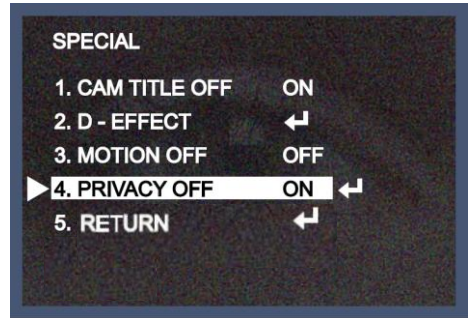 SPECIAL
1. CAM TITLE OFF ON
2. D - EFFECT ↵
3. MOTION OFF OFF
4. PRIVACY OFF ON ↵
5. RETURN ↵